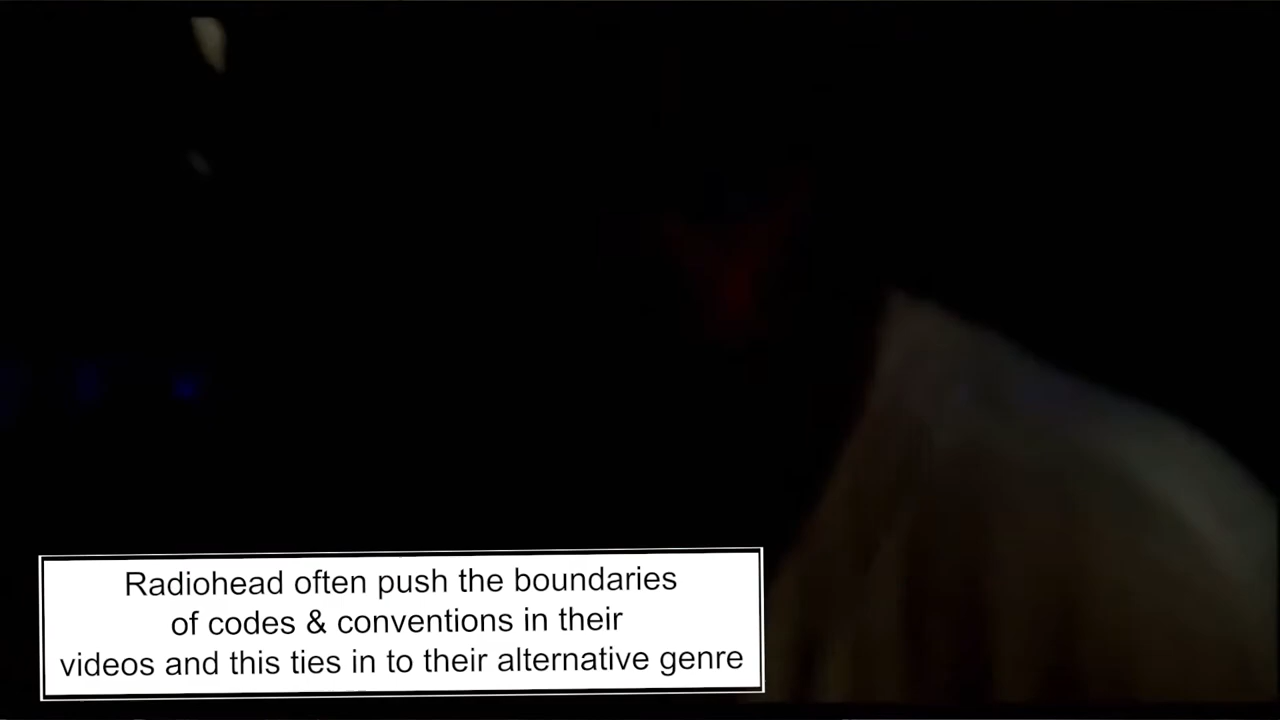 Radiohead often push the boundaries
of codes & conventions in their
videos and this ties in to their alternative genre